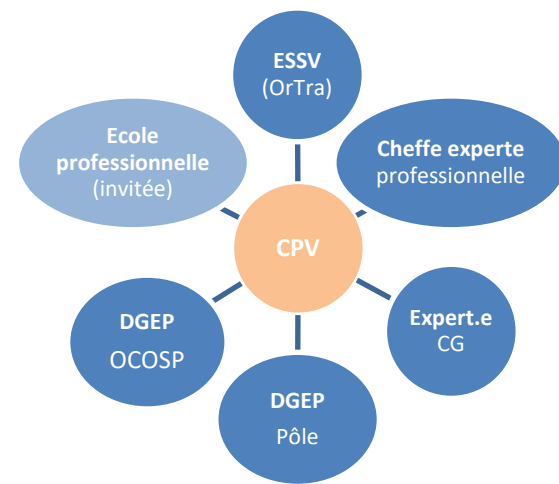 ESSV
(OrTra)
Ecole
professionnelle
(invitée)
Cheffe experte
professionnelle
CPV
DGEP
OCOSP
Expert.e
CG
DGEP
Pôle